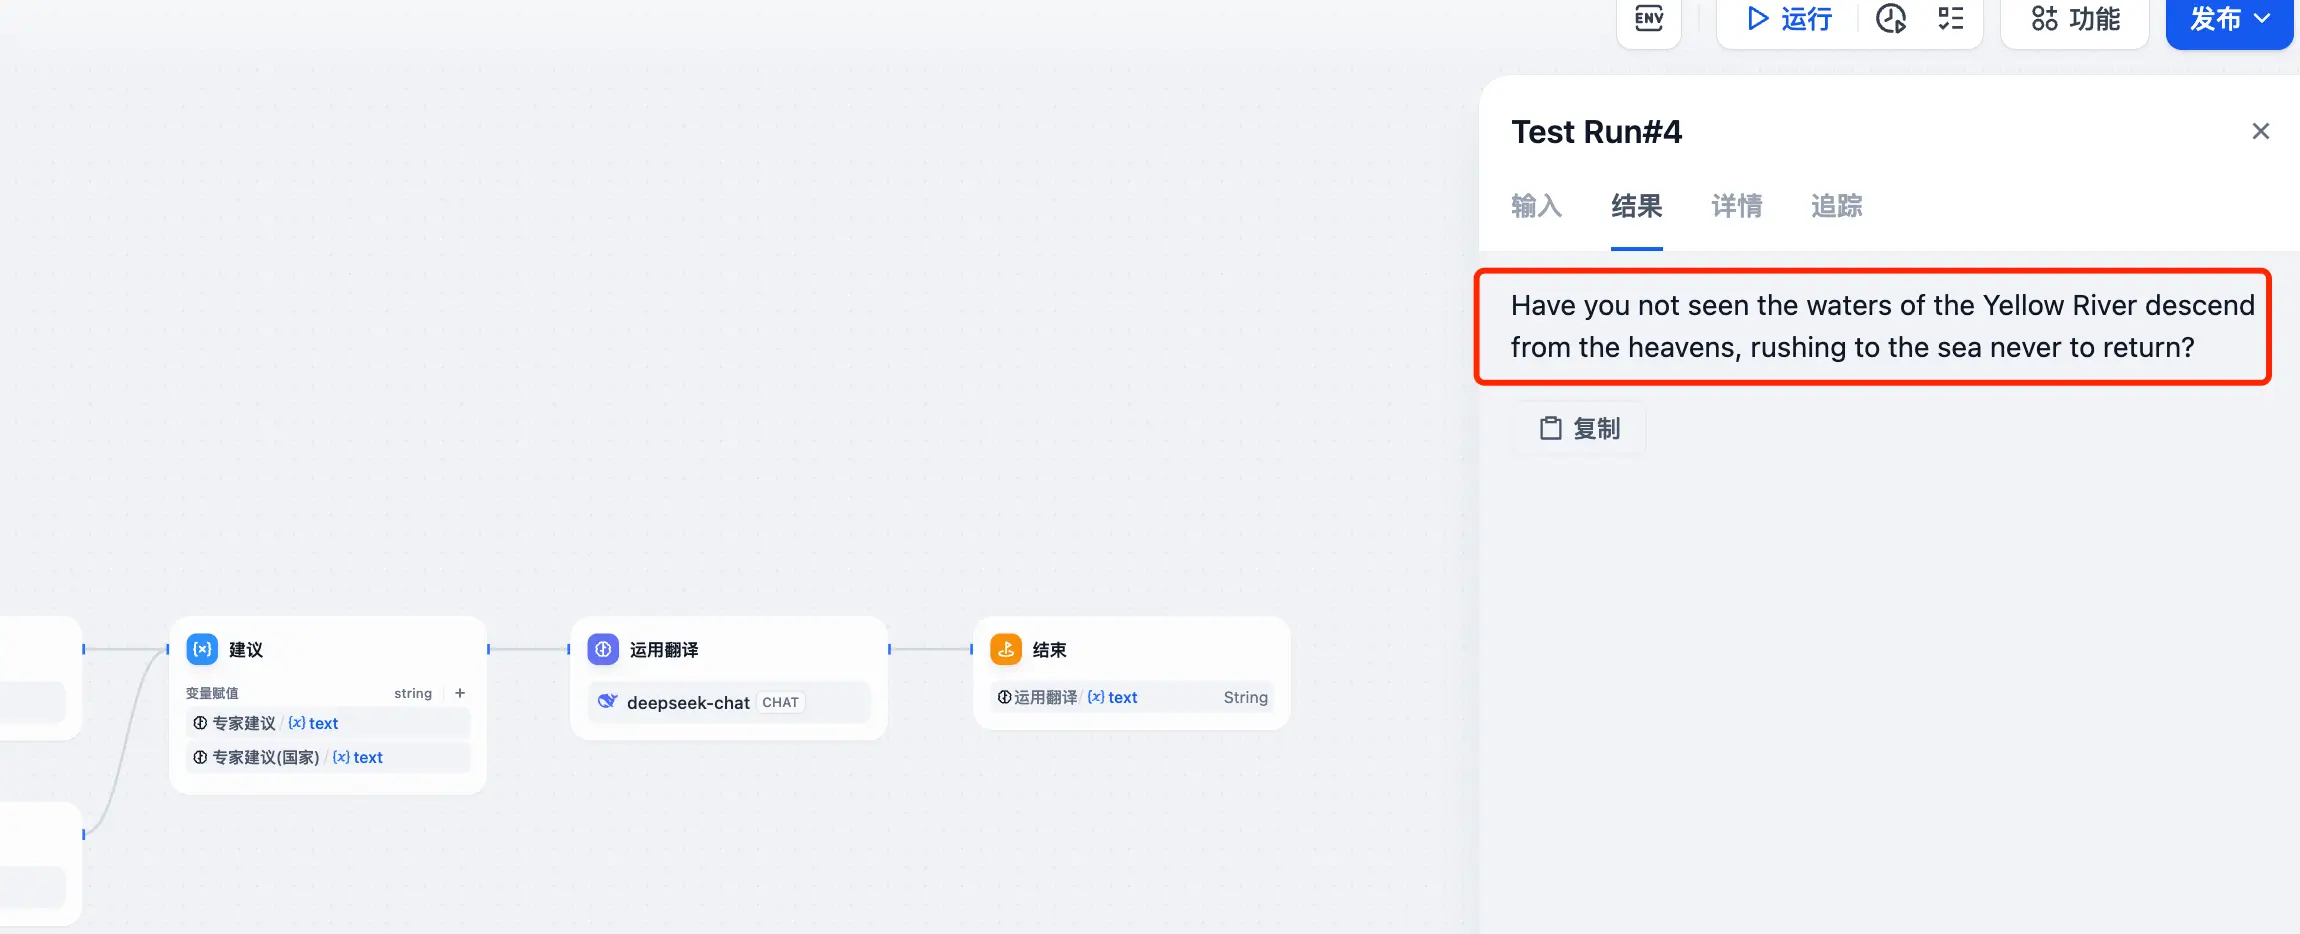 ENV
运行
功能
发布
Test Run#4
输入 结果 详情 追踪
Have you not seen the waters of the Yellow River descend
from the heavens, rushing to the sea never to return?
复制
{×} 建议
变量赋值 string +
专家建议 / {x} text
专家建议(国家) / {x} text
运用翻译
deepseek-chat CHAT
结束
运用翻译 / {x} text String